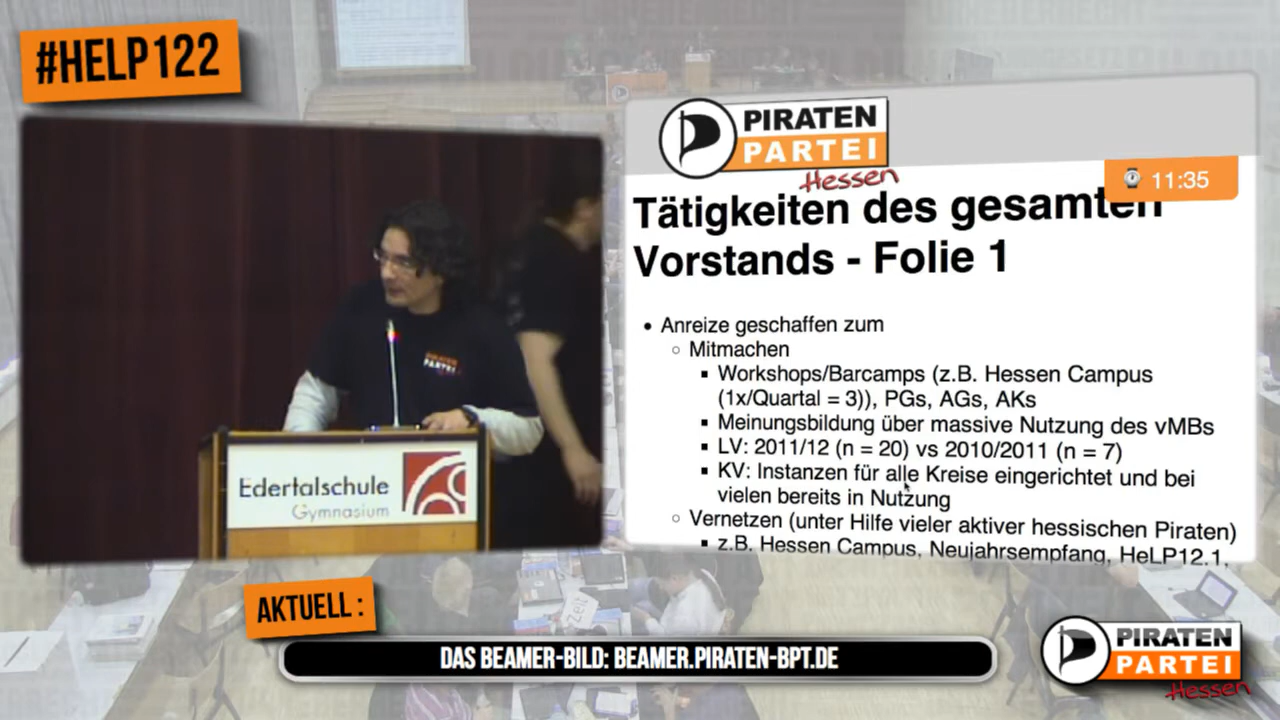 #HELP122
PIRATEN
PARTEI
Hessen
11:35
Tätigkeiten des gesamten
Vorstands - Folie 1
• Anreize geschaffen zum
○ Mitmachen
▪ Workshops/Barcamps (z.B. Hessen Campus
(1x/Quartal = 3)), PGs, AGs, AKs
▪ Meinungsbildung über massive Nutzung des vMBs
▪ LV: 2011/12 (n = 20) vs 2010/2011 (n = 7)
▪ KV: Instanzen für alle Kreise eingerichtet und bei
vielen bereits in Nutzung
○ Vernetzen (unter Hilfe vieler aktiver hessischen Piraten)
▪ z.B. Hessen Campus, Neujahrsempfang, HeLP12.1,
PIRATEN
PARTEI
Edertalschule
Gymnasium
AKTUELL :
DAS BEAMER-BILD: BEAMER.PIRATEN-BPT.DE
PIRATEN
PARTEI
Hessen